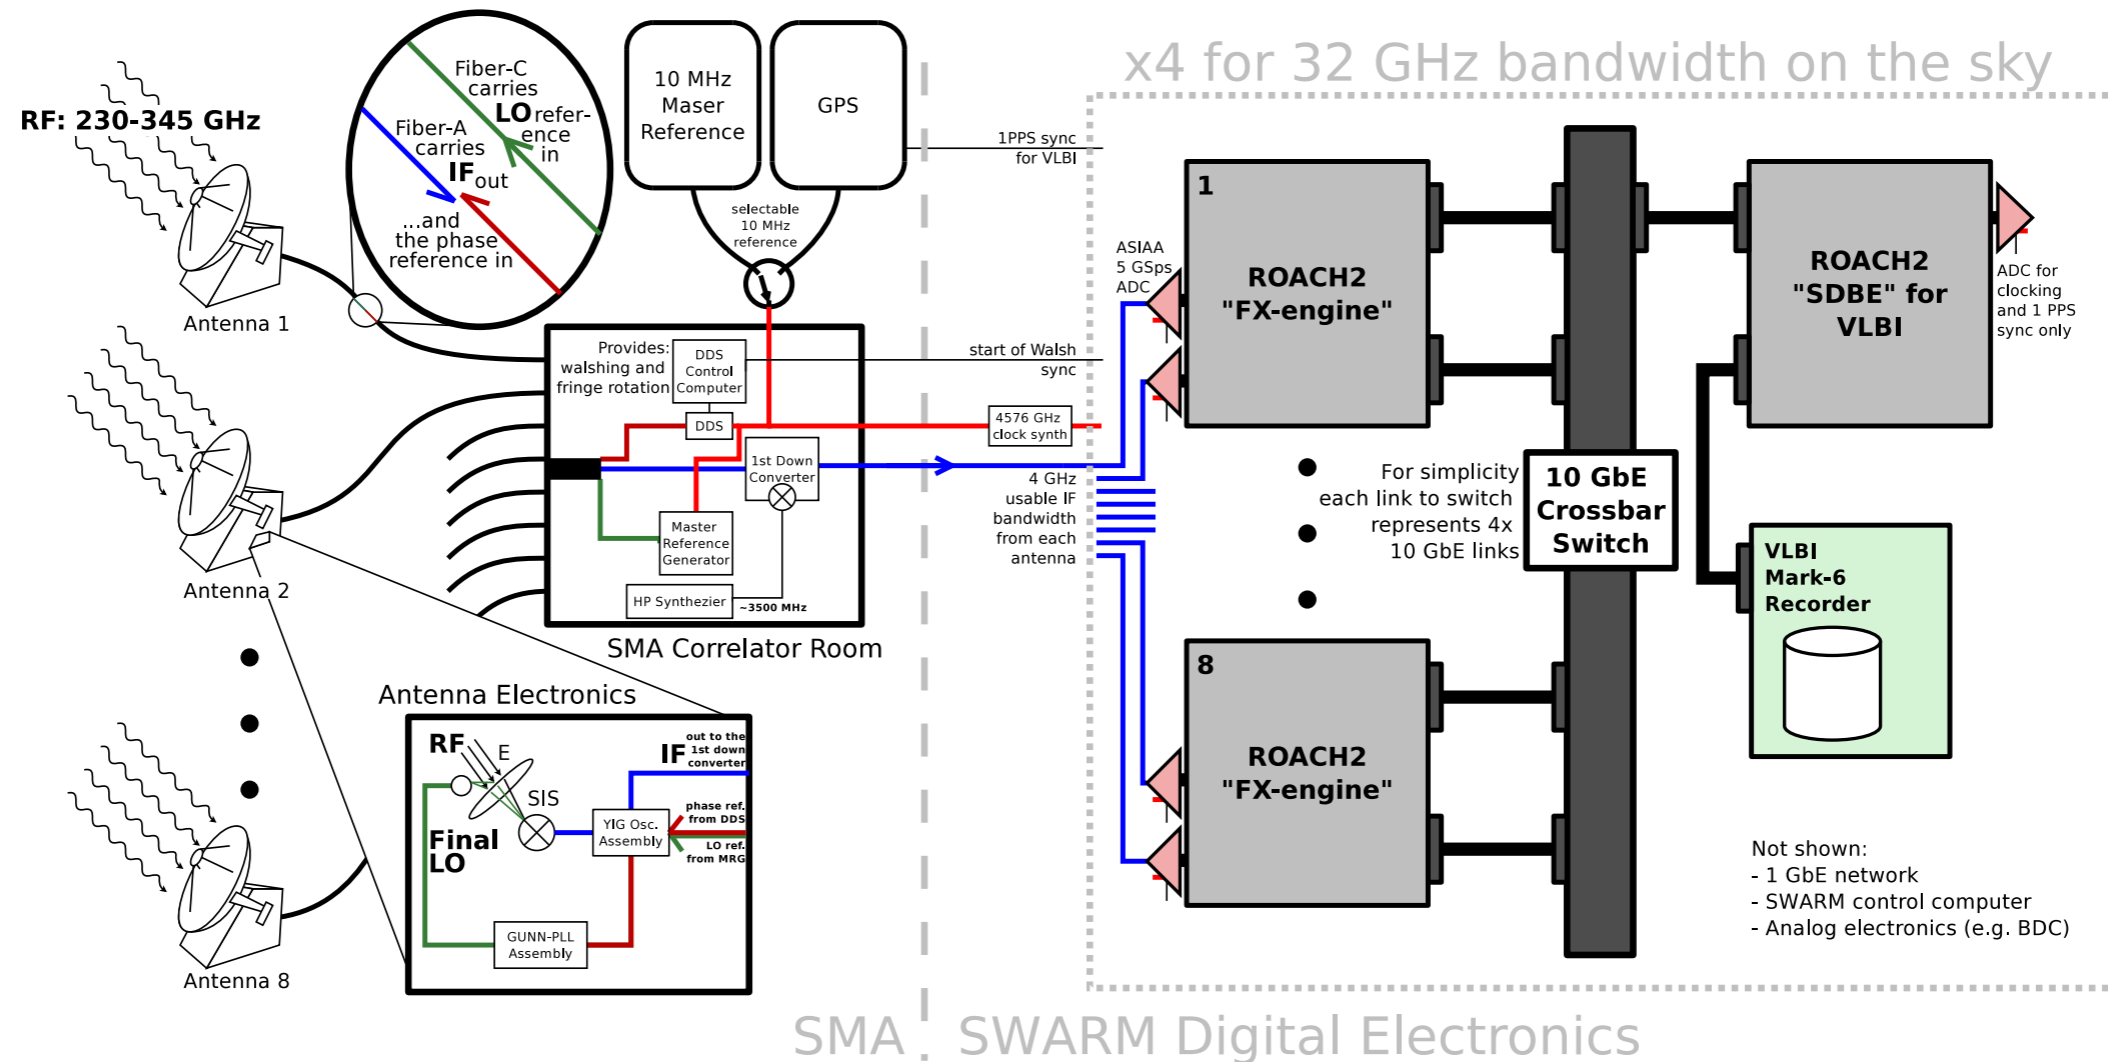 x4 for 32 GHz bandwidth on the sky
RF: 230-345 GHz
Antenna 1
Antenna 2
Antenna 8
Fiber-C
carries
LO refer-
ence
in
Fiber-A
carries
IF out
...and
the phase
reference in
10 MHz
Maser
Reference
GPS
selectable
10 MHz
reference
1PPS sync
for VLBI
Provides:
walshing and
fringe rotation
DDS
Control
Computer
DDS
start of Walsh
sync
4576 GHz
clock synth
1st Down
Converter
Master
Reference
Generator
HP Synthezier
~3500 MHz
SMA Correlator Room
4 GHz
usable IF
bandwidth
from each
antenna
Antenna Electronics
RF
E
SIS
IF
out to the
1st down
converter
YIG Osc.
Assembly
phase ref.
from DDS
LO ref.
from MRG
Final
LO
GUNN-PLL
Assembly
ASIAA
5 GSps
ADC
1
ROACH2
"FX-engine"
8
ROACH2
"FX-engine"
For simplicity
each link to switch
represents 4x
10 GbE links
10 GbE
Crossbar
Switch
ROACH2
"SDBE" for
VLBI
ADC for
clocking
and 1 PPS
sync only
VLBI
Mark-6
Recorder
Not shown:
- 1 GbE network
- SWARM control computer
- Analog electronics (e.g. BDC)
SMA
SWARM Digital Electronics